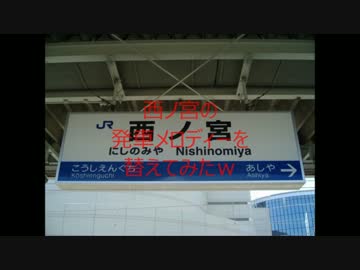 西ノ宮の
発車メロディーを
替えてみたw
JR 西ノ宮
にしのみや Nishinomiya
こうしえんぐち
Kōshienguchi
あしや
Ashiya